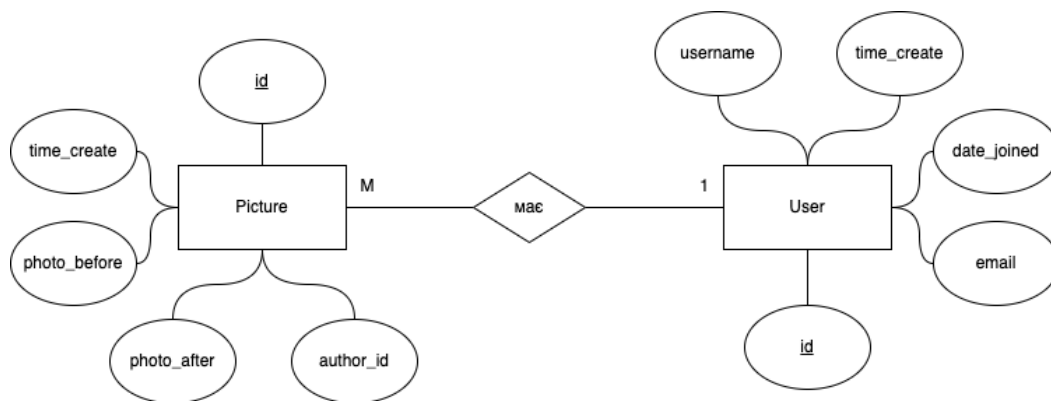 username
time_create
id
time_create
date_joined
M
1
Picture
має
User
photo_before
email
photo_after
author_id
id